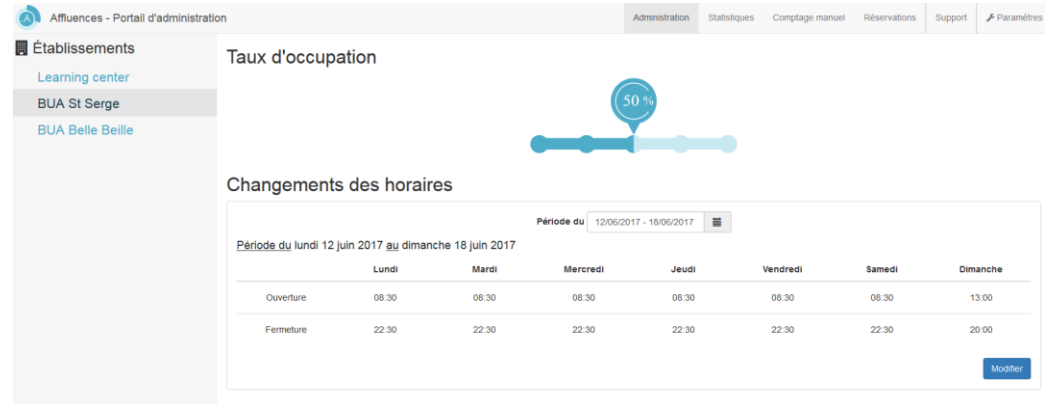 Affluences - Portail d'administration
Administration Statistiques Comptage manuel Réservations Support Paramètres
Établissements
Learning center
BUA St Serge
BUA Belle Beille
Taux d'occupation
50 %
Changements des horaires
Période du 12/06/2017 - 18/06/2017
Période du lundi 12 juin 2017 au dimanche 18 juin 2017
Lundi Mardi Mercredi Jeudi Vendredi Samedi Dimanche
Ouverture 08:30 08:30 08:30 08:30 08:30 08:30 13:00
Fermeture 22:30 22:30 22:30 22:30 22:30 22:30 20:00
Modifier